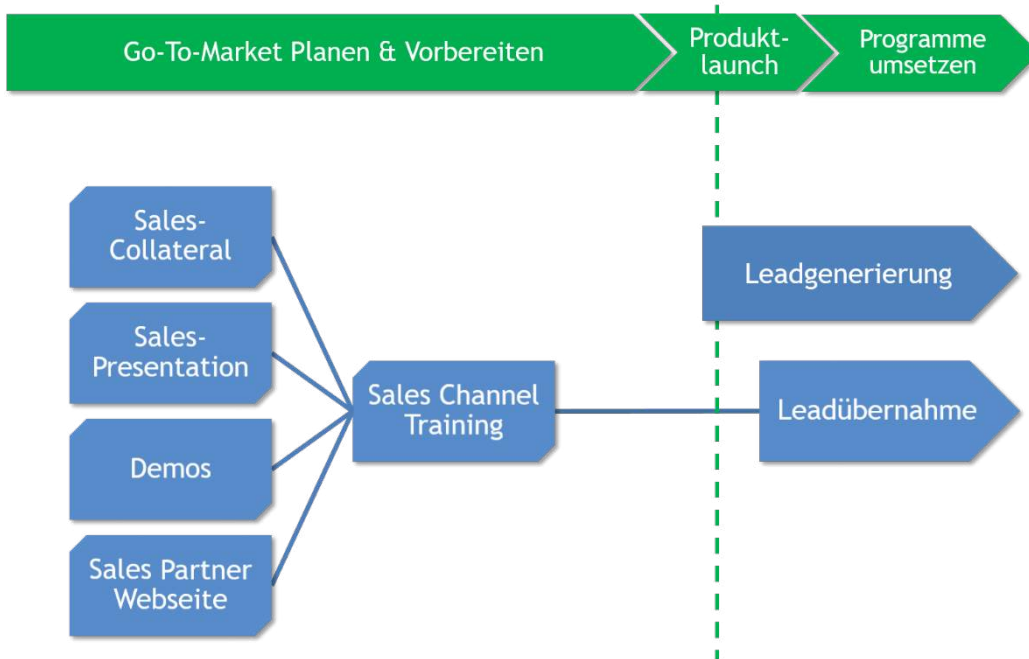 Go-To-Market Planen & Vorbereiten
Produkt-
launch
Programme
umsetzen
Sales-
Collateral
Sales-
Presentation
Demos
Sales Partner
Webseite
Sales Channel
Training
Leadgenerierung
Leadübernahme